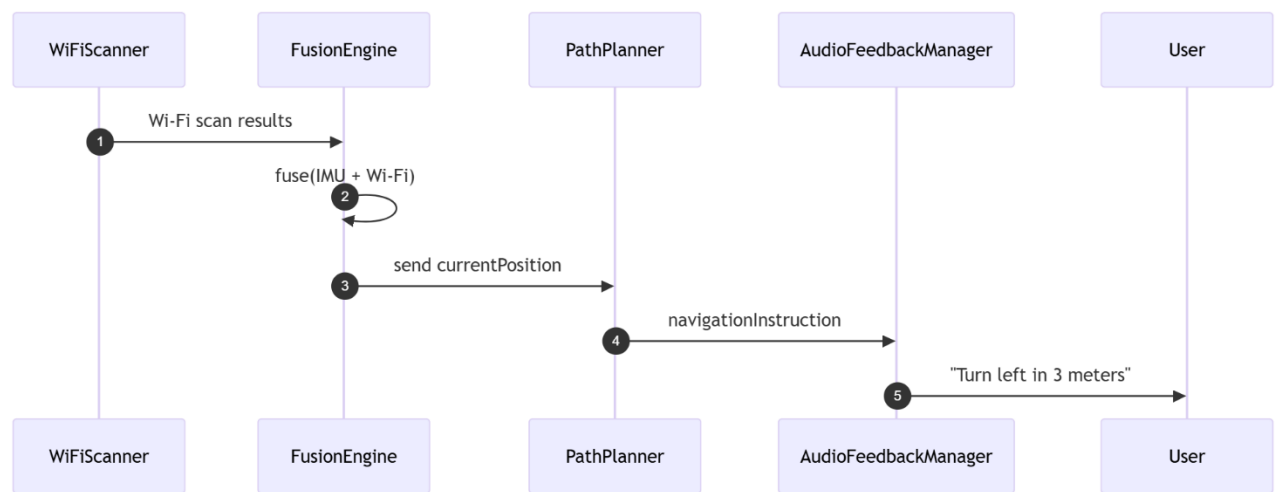 WiFiScanner
FusionEngine
PathPlanner
AudioFeedbackManager
User
1
Wi-Fi scan results
fuse(IMU + Wi-Fi)
2
3
send currentPosition
4
navigationInstruction
5
"Turn left in 3 meters"
WiFiScanner
FusionEngine
PathPlanner
AudioFeedbackManager
User